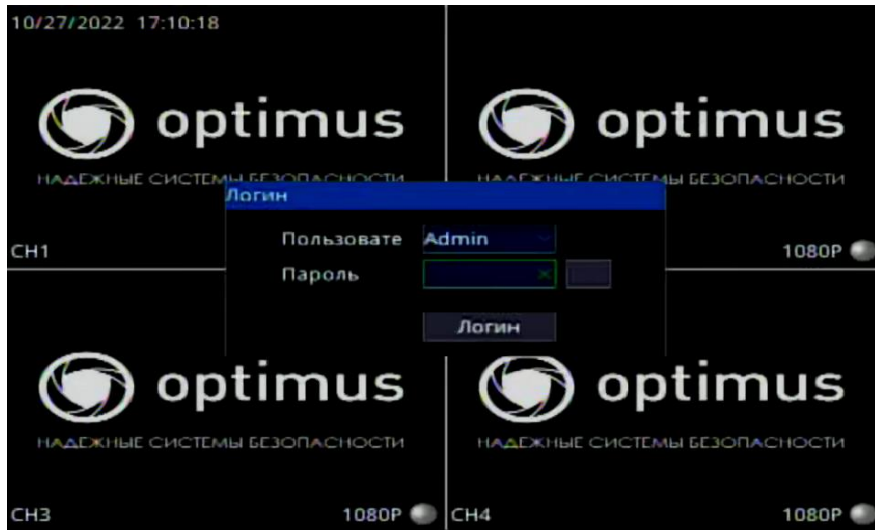 10/27/2022 17:10:18
optimus
optimus
НАДЕЖНЫЕ СИСТЕМЫ БЕЗОПАСНОСТИ
НАДЕЖНЫЕ СИСТЕМЫ БЕЗОПАСНОСТИ
Логин
Пользовате Admin
CH1
1080P
Пароль
Логин
optimus
optimus
НАДЕЖНЫЕ СИСТЕМЫ БЕЗОПАСНОСТИ
НАДЕЖНЫЕ СИСТЕМЫ БЕЗОПАСНОСТИ
CH3 1080P
CH4 1080P